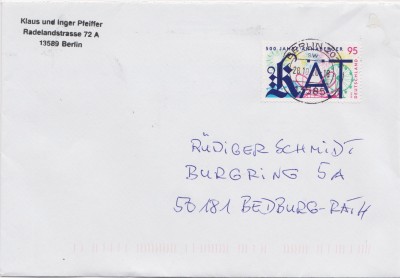 Klaus und Inger Pfeiffer
Radelandstrasse 72 A
13589 Berlin
500 JAHRE 95
KAT
DEUTSCHLAND
BERLIN
RÜDIGER SCHMIDT
BURGRING 5A
50181 BEDBURG-RATH